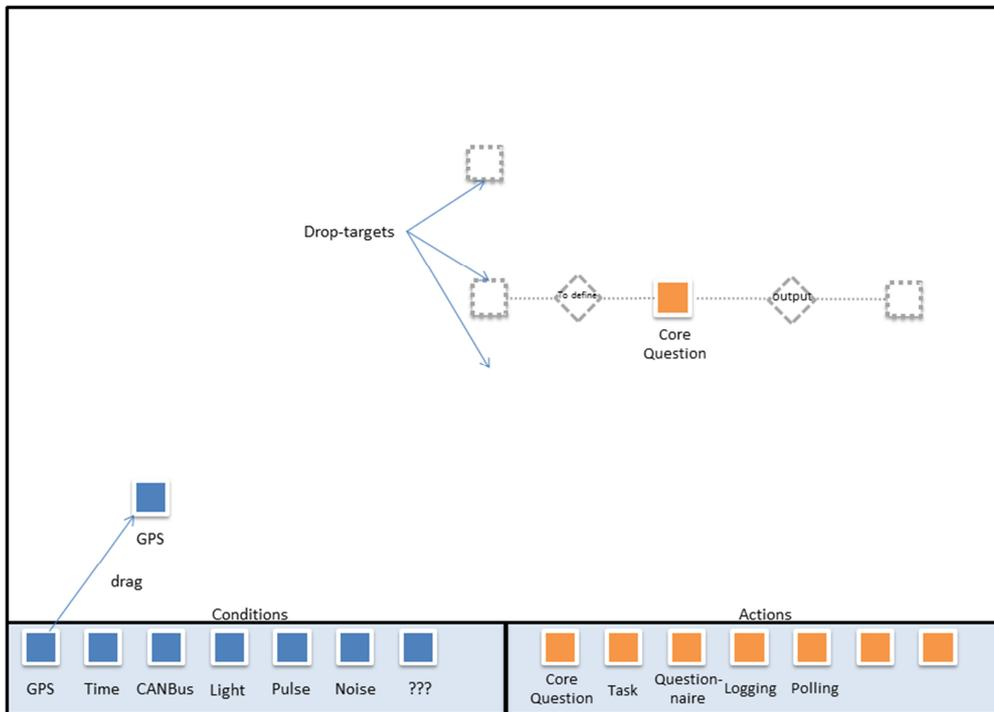 Drop-targets
To define
output
Core
Question
GPS
drag
Conditions
Actions
GPS
Time
CANBus
Light
Pulse
Noise
???
Core
Question
Task
Question-
naire
Logging
Polling